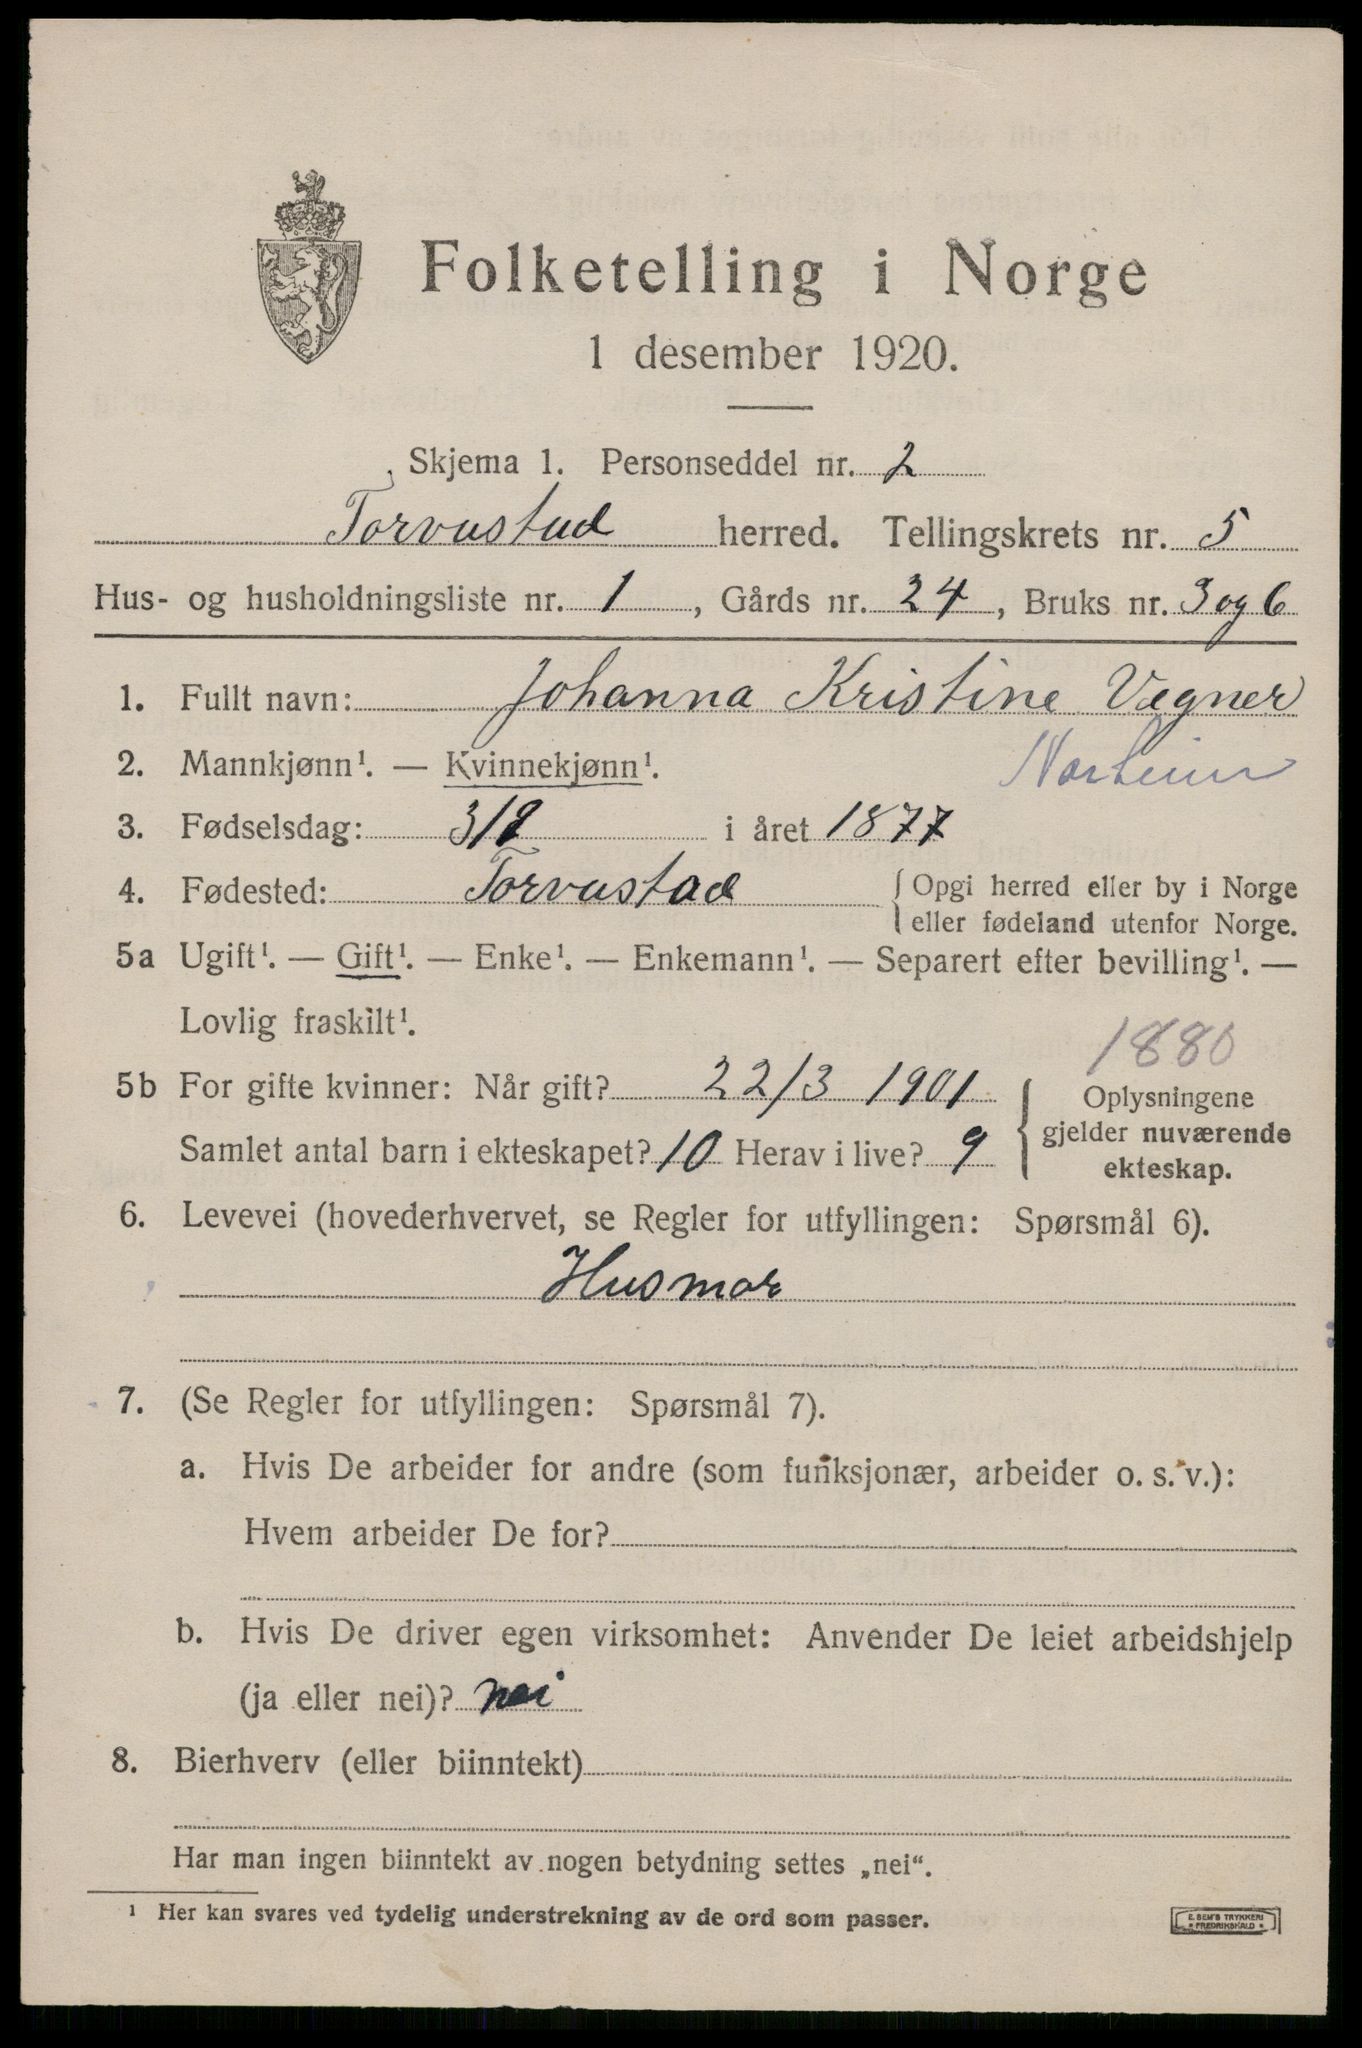 Folketelling i Norge
1 desember 1920.
Skjema 1. Personseddel nr. 2
Torvastad herred. Tellingskrets nr. 5
Hus- og husholdningsliste nr. 1, Gårds nr. 24, Bruks nr. 3 og 6
1. Fullt navn: Johanna Kristine Vegner
Norheim
2. Mannkjønn¹. — Kvinnekjønn¹.
3. Fødselsdag: 3/9 i året 1877
4. Fødested: Torvastad { Opgi herred eller by i Norge
eller fødeland utenfor Norge.
5a Ugift¹. — Gift¹. — Enke¹. — Enkemann¹. — Separert efter bevilling¹. —
Lovlig fraskilt¹.
1880
5b For gifte kvinner: Når gift? 22/3 1901
Samlet antal barn i ekteskapet? 10 Herav i live? 9
Oplysningene
gjelder nuværende
ekteskap.
6. Levevei (hovederhvervet, se Regler for utfyllingen: Spørsmål 6).
Husmor
7. (Se Regler for utfyllingen: Spørsmål 7).
a. Hvis De arbeider for andre (som funksjonær, arbeider o. s. v.):
Hvem arbeider De for?
b. Hvis De driver egen virksomhet: Anvender De leiet arbeidshjelp
(ja eller nei)? nei
8. Bierhverv (eller biinntekt)
Har man ingen biinntekt av nogen betydning settes „nei“.
¹ Her kan svares ved tydelig understrekning av de ord som passer.
E. SEM'S TRYKKERI
* FREDRIKSHALD *